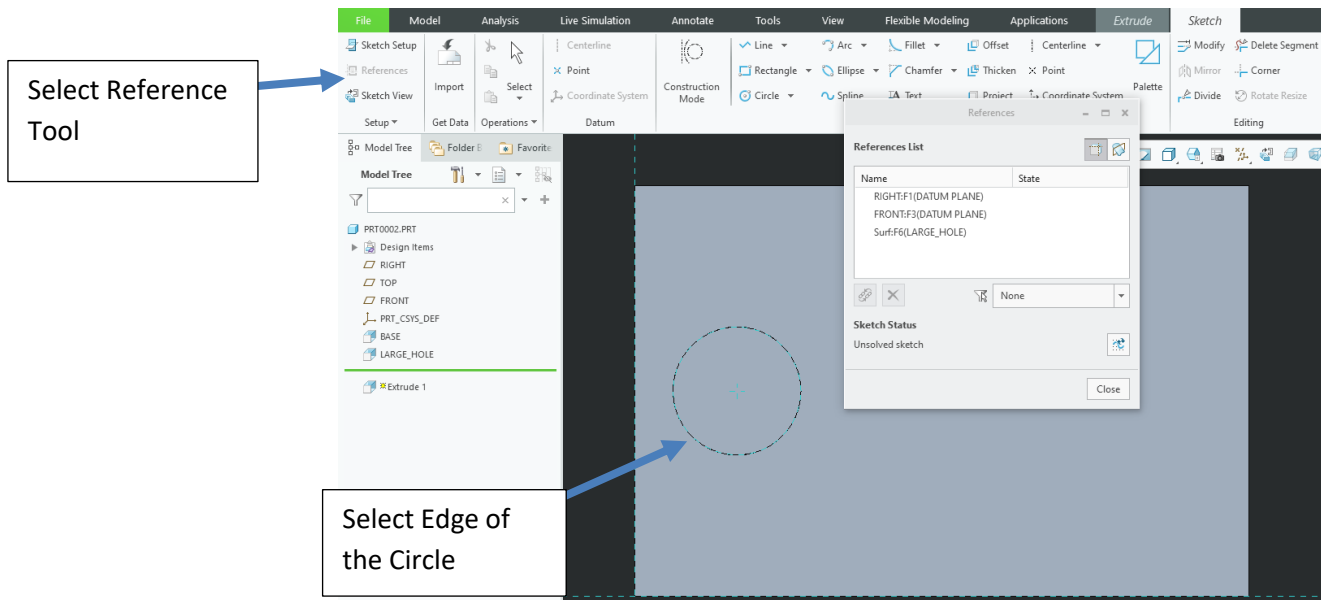 File Model Analysis Live Simulation Annotate Tools View Flexible Modeling Applications Extrude Sketch
Sketch Setup Centerline Line Arc Fillet Offset Centerline Modify Delete Segment
References Point Rectangle Ellipse Chamfer Thicken Point Mirror Corner
Sketch View Import Select Coordinate System Construction Mode Circle Spline Text Project Coordinate System Palette Divide Rotate Resize
Setup Get Data Operations Datum Editing
Select Reference
Tool
Model Tree Folder B Favorite
Model Tree
PRT0002.PRT
Design Items
RIGHT
TOP
FRONT
PRT_CSYS_DEF
BASE
LARGE_HOLE
Extrude 1
References
References List
Name State
RIGHT:F1(DATUM PLANE)
FRONT:F3(DATUM PLANE)
Surf:F6(LARGE_HOLE)
None
Sketch Status
Unsolved sketch
Close
Select Edge of
the Circle